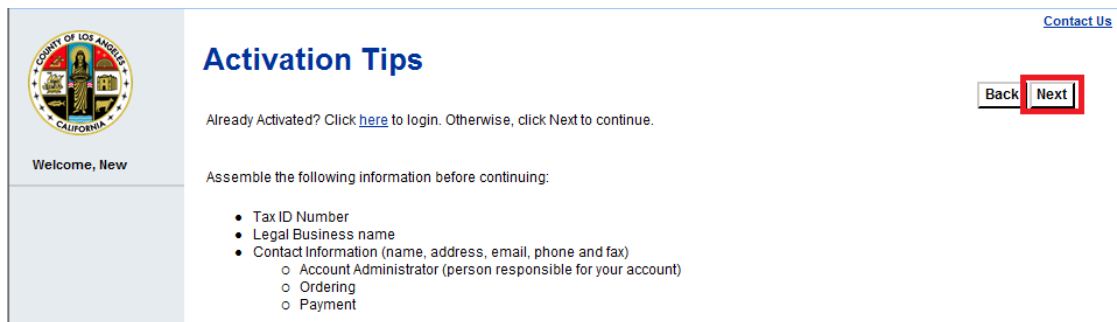 Contact Us
COUNTY OF LOS ANGELES
CALIFORNIA
Welcome, New
Activation Tips
Back Next
Already Activated? Click here to login. Otherwise, click Next to continue.
Assemble the following information before continuing:
● Tax ID Number
● Legal Business name
● Contact Information (name, address, email, phone and fax)
○ Account Administrator (person responsible for your account)
○ Ordering
○ Payment